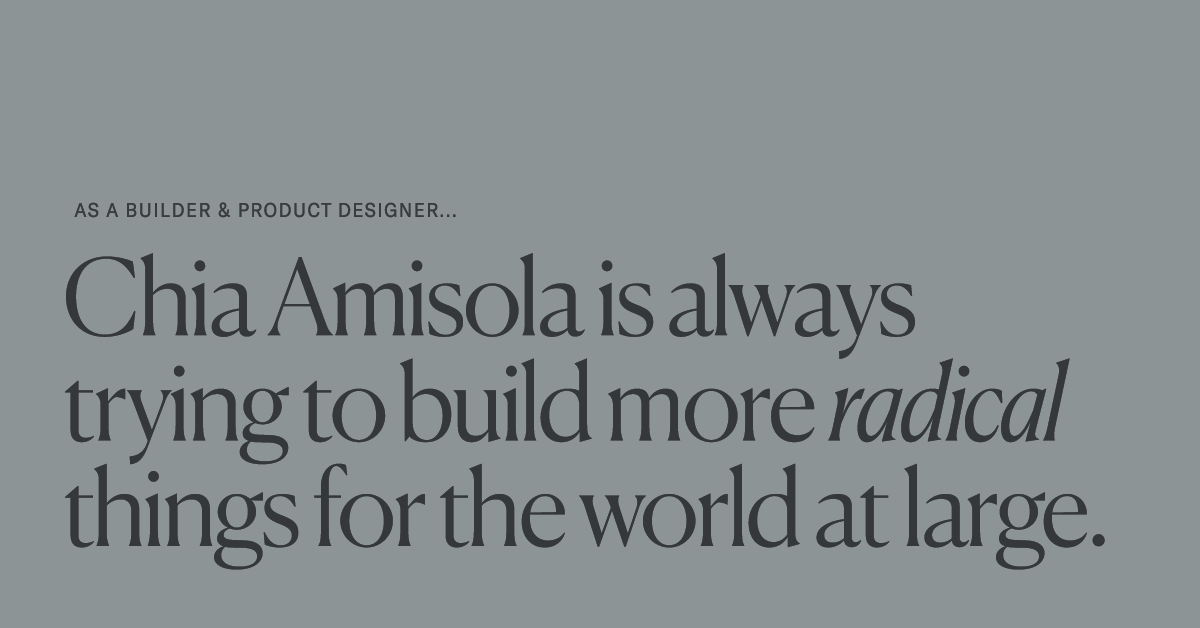 AS A BUILDER & PRODUCT DESIGNER...
Chia Amisola is always
trying to build more radical
things for the world at large.